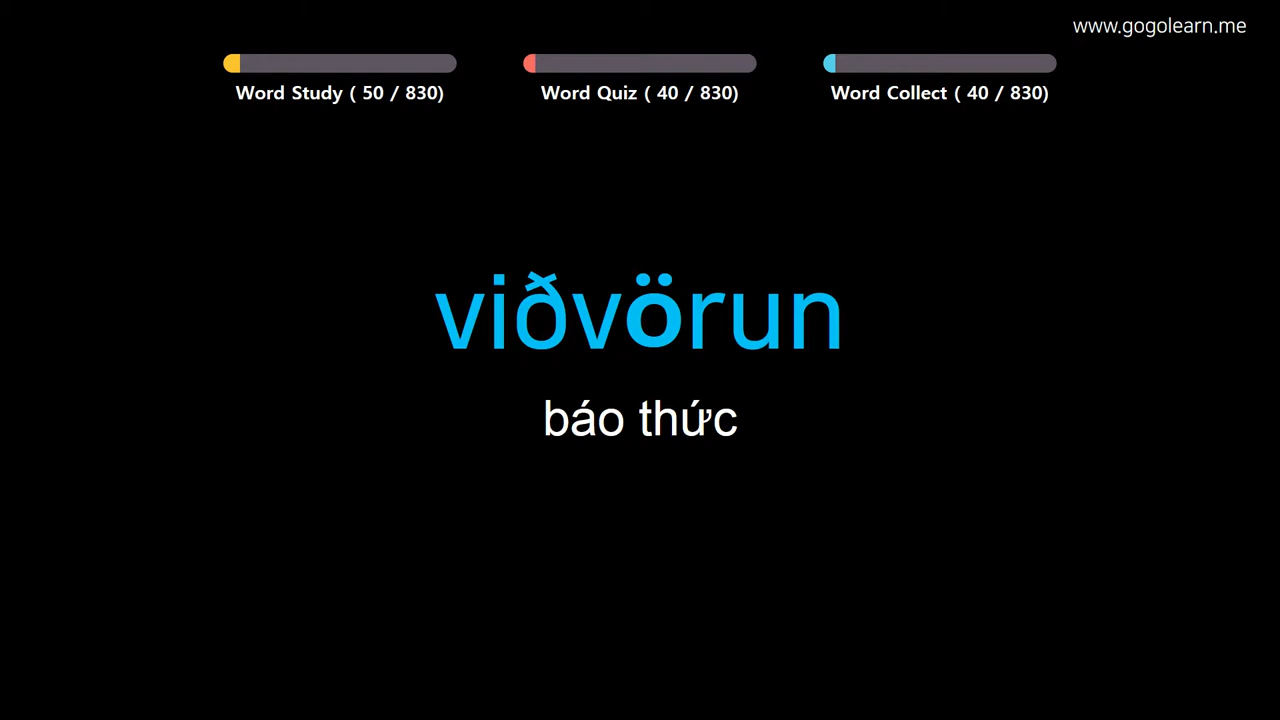 www.gogolearn.me
Word Study ( 50 / 830)
Word Quiz ( 40 / 830)
Word Collect ( 40 / 830)
viðvörun
báo thức